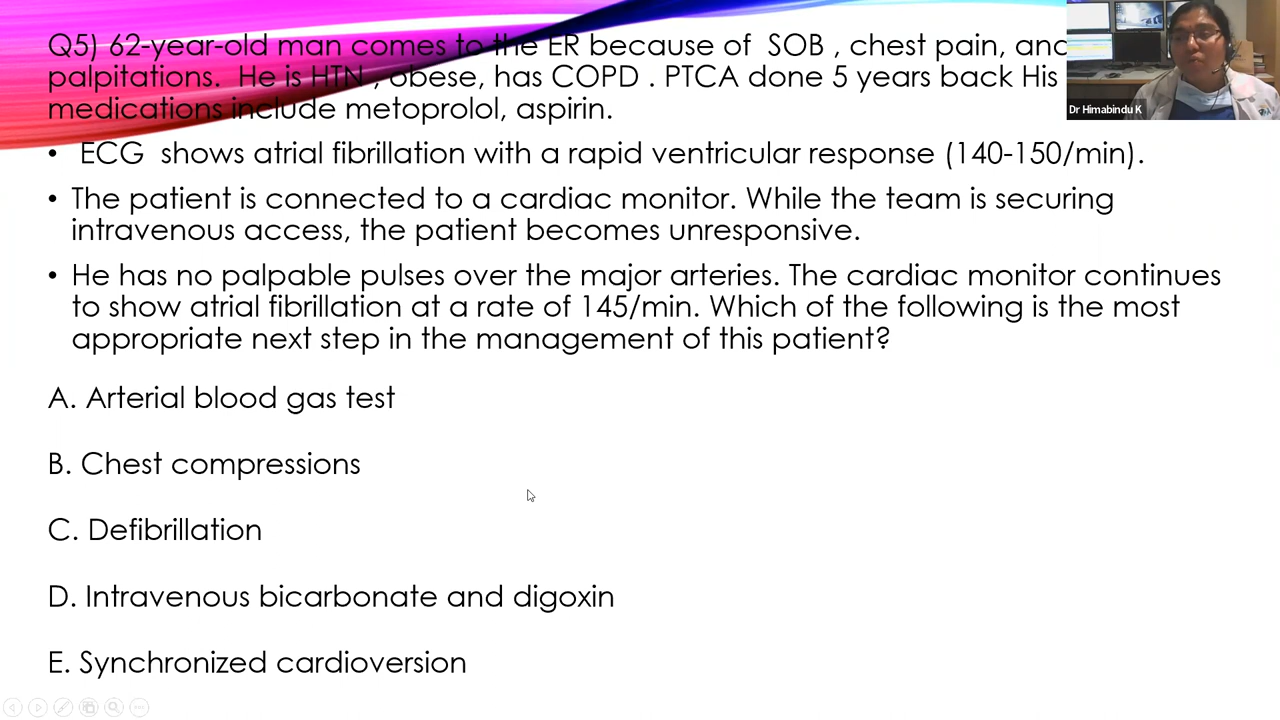 Q5) 62-year-old man comes to the ER because of SOB , chest pain, and
palpitations. He is HTN , obese, has COPD . PTCA done 5 years back His
medications include metoprolol, aspirin.
• ECG shows atrial fibrillation with a rapid ventricular response (140-150/min).
• The patient is connected to a cardiac monitor. While the team is securing
intravenous access, the patient becomes unresponsive.
• He has no palpable pulses over the major arteries. The cardiac monitor continues
to show atrial fibrillation at a rate of 145/min. Which of the following is the most
appropriate next step in the management of this patient?
A. Arterial blood gas test
B. Chest compressions
C. Defibrillation
D. Intravenous bicarbonate and digoxin
E. Synchronized cardioversion
Dr Himabindu K